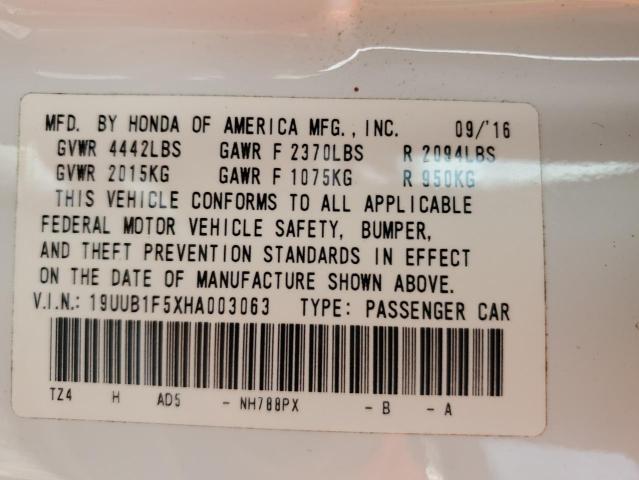 MFD. BY HONDA OF AMERICA MFG., INC. 09/'16
GVWR 4442LBS GAWR F 2370LBS R 2094LBS
GVWR 2015KG GAWR F 1075KG R 950KG
THIS VEHICLE CONFORMS TO ALL APPLICABLE
FEDERAL MOTOR VEHICLE SAFETY, BUMPER,
AND THEFT PREVENTION STANDARDS IN EFFECT
ON THE DATE OF MANUFACTURE SHOWN ABOVE.
V.I.N.: 19UUB1F5XHA003063 TYPE: PASSENGER CAR
TZ4 H AD5 - NH788PX - B - A